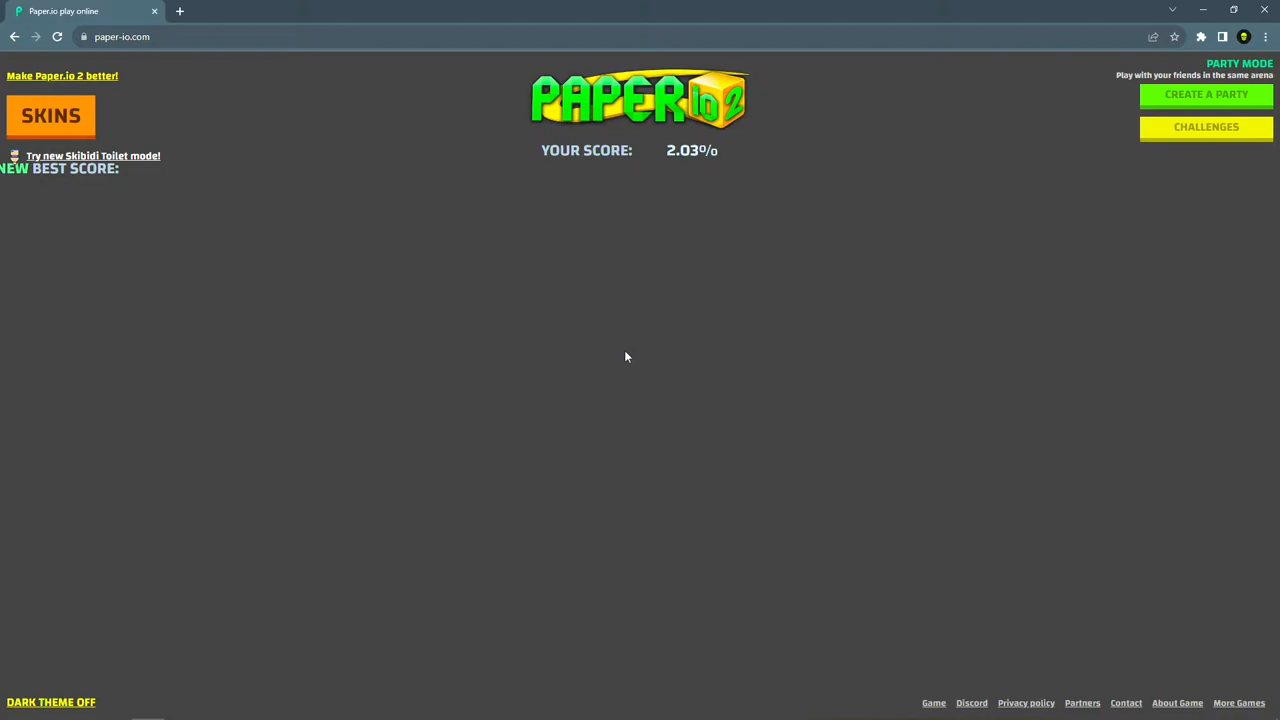 Paper.io play online
paper-io.com
Make Paper.io 2 better!
SKINS
Try new Skibidi Toilet mode!
NEW BEST SCORE:
PAPER io 2
YOUR SCORE: 2.03%
PARTY MODE
Play with your friends in the same arena
CREATE A PARTY
CHALLENGES
DARK THEME OFF
Game Discord Privacy policy Partners Contact About Game More Games